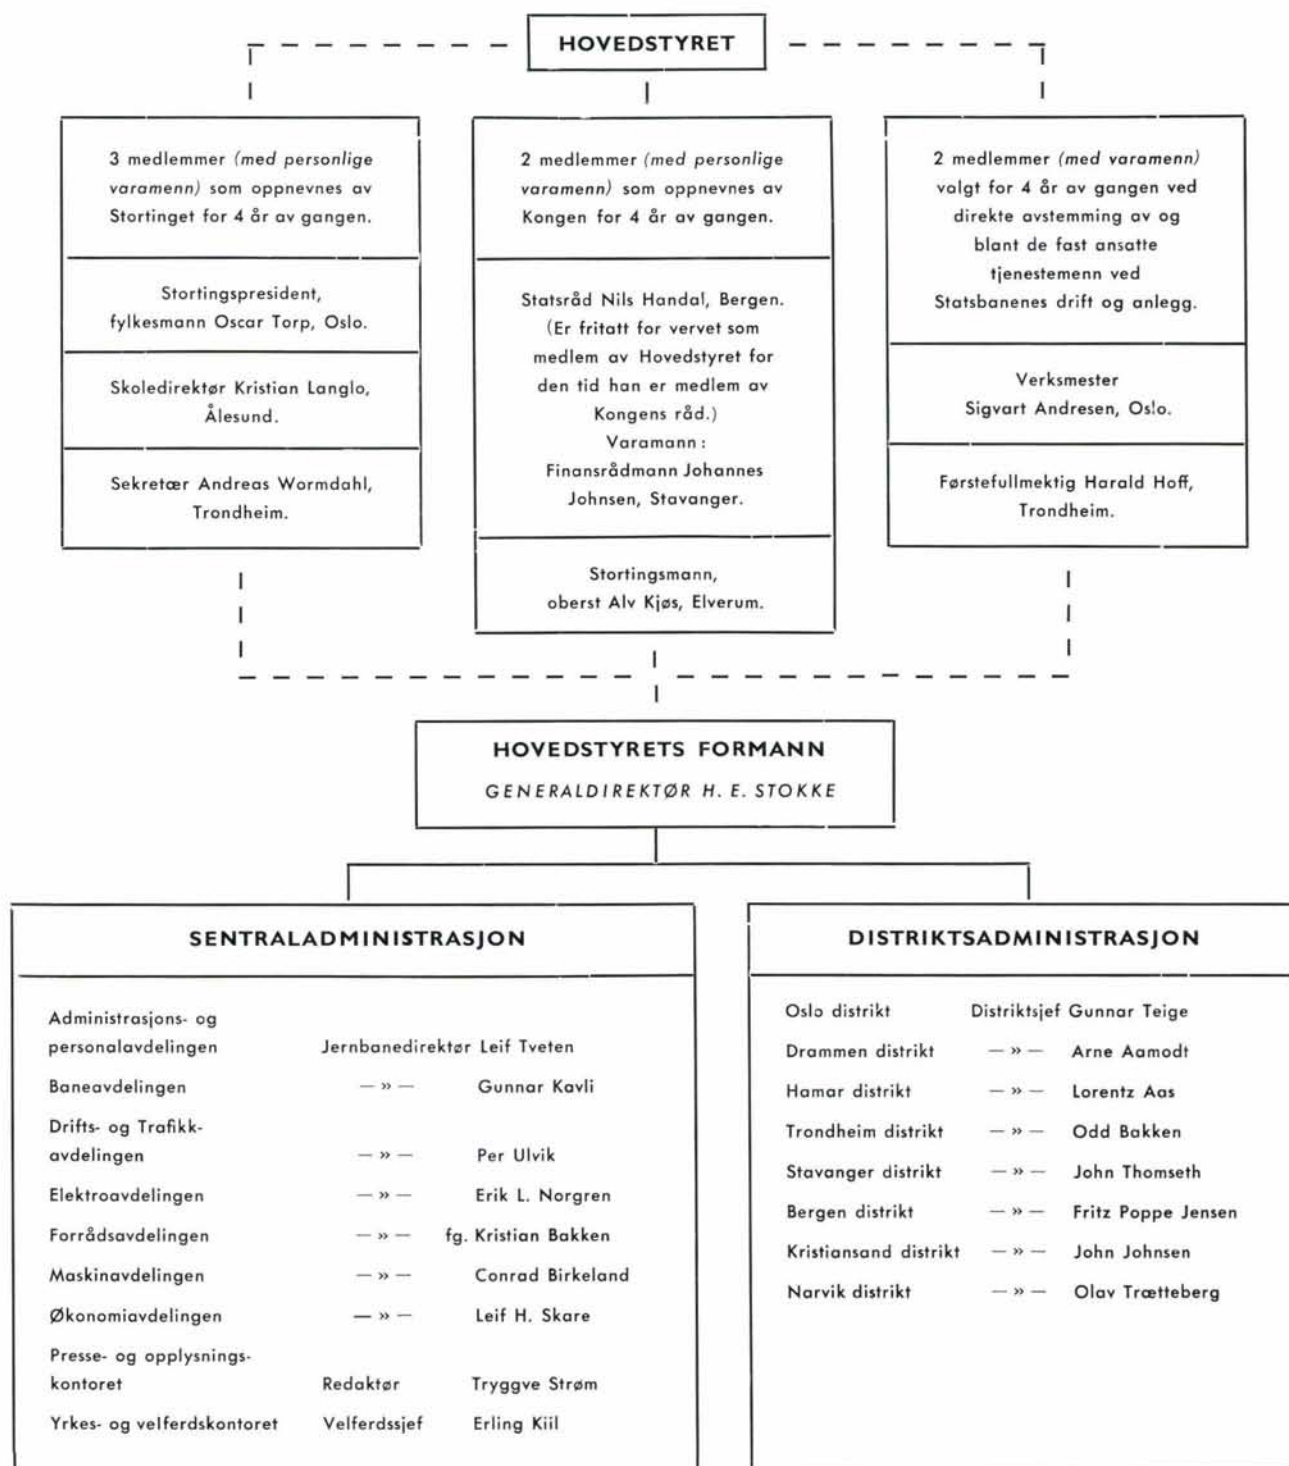 HOVEDSTYRET
3 medlemmer (med personlige
varamenn) som oppnevnes av
Stortinget for 4 år av gangen.
Stortingspresident,
fylkesmann Oscar Torp, Oslo.
Skoledirektør Kristian Langlo,
Ålesund.
Sekretær Andreas Wormdahl,
Trondheim.
2 medlemmer (med personlige
varamenn) som oppnevnes av
Kongen for 4 år av gangen.
Statsråd Nils Handal, Bergen.
(Er fritatt for vervet som
medlem av Hovedstyret for
den tid han er medlem av
Kongens råd.)
Varamann:
Finansrådmann Johannes
Johnsen, Stavanger.
Stortingsmann,
oberst Alv Kjøs, Elverum.
2 medlemmer (med varamenn)
valgt for 4 år av gangen ved
direkte avstemming av og
blant de fast ansatte
tjenestemenn ved
Statsbanenes drift og anlegg.
Verksmester
Sigvart Andresen, Oslo.
Førstefullmektig Harald Hoff,
Trondheim.
HOVEDSTYRETS FORMANN
GENERALDIREKTØR H. E. STOKKE
SENTRALADMINISTRASJON
Administrasjons- og
personalavdelingen Jernbanedirektør Leif Tveten
Baneavdelingen — » — Gunnar Kavli
Drifts- og Trafikk-
avdelingen — » — Per Ulvik
Elektroavdelingen — » — Erik L. Norgren
Forrådsavdelingen — » — fg. Kristian Bakken
Maskinavdelingen — » — Conrad Birkeland
Økonomiavdelingen — » — Leif H. Skare
Presse- og opplysnings-
kontoret Redaktør Tryggve Strøm
Yrkes- og velferdskontoret Velferdssjef Erling Kiil
DISTRIKTSADMINISTRASJON
Oslo distrikt Distriktsjef Gunnar Teige
Drammen distrikt — » — Arne Aamodt
Hamar distrikt — » — Lorentz Aas
Trondheim distrikt — » — Odd Bakken
Stavanger distrikt — » — John Thomseth
Bergen distrikt — » — Fritz Poppe Jensen
Kristiansand distrikt — » — John Johnsen
Narvik distrikt — » — Olav Trætteberg